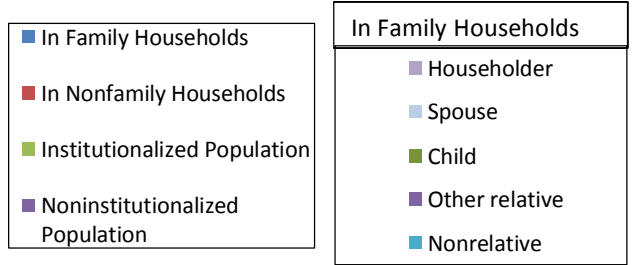 In Family Households
In Nonfamily Households
Institutionalized Population
Noninstitutionalized
Population
In Family Households
Householder
Spouse
Child
Other relative
Nonrelative